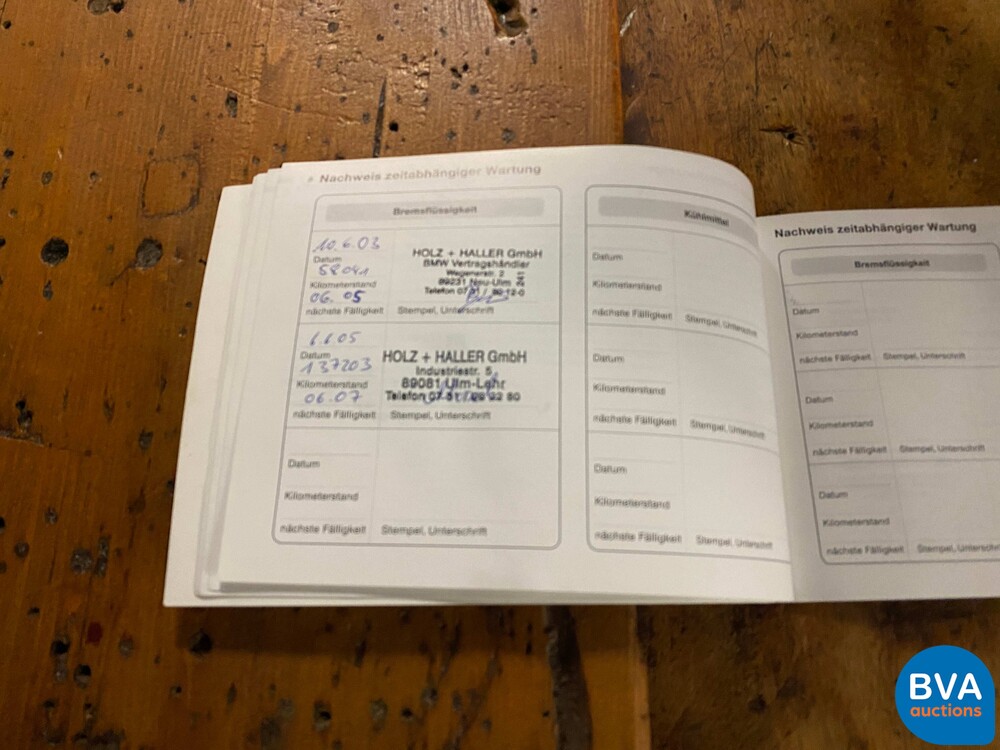 Nachweis zeitabhängiger Wartung
Bremsflüssigkeit
10.6.03
Datum
58041
Kilometerstand
06.05
nächste Fälligkeit
HOLZ + HALLER GmbH
BMW Vertragshändler
Wegenerstr. 2
89231 Neu-Ulm
Telefon
Stempel, Unterschrift
6.6.05
Datum
137203
Kilometerstand
06.07
nächste Fälligkeit
HOLZ + HALLER GmbH
Industriestr. 5
89081 Ulm-Lehr
Telefon
Stempel, Unterschrift
Datum
Kilometerstand
nächste Fälligkeit
Stempel, Unterschrift
Kühlmittel
Datum
Kilometerstand
nächste Fälligkeit
Stempel, Unterschrift
Datum
Kilometerstand
nächste Fälligkeit
Stempel, Unterschrift
Datum
Kilometerstand
nächste Fälligkeit
Stempel, Unterschrift
Nachweis zeitabhängiger Wartung
Bremsflüssigkeit
Datum
Kilometerstand
nächste Fälligkeit
Stempel, Unterschrift
Datum
Kilometerstand
nächste Fälligkeit
Stempel, Unterschrift
Datum
Kilometerstand
nächste Fälligkeit
Stempel, Unterschrift
BVA
auctions